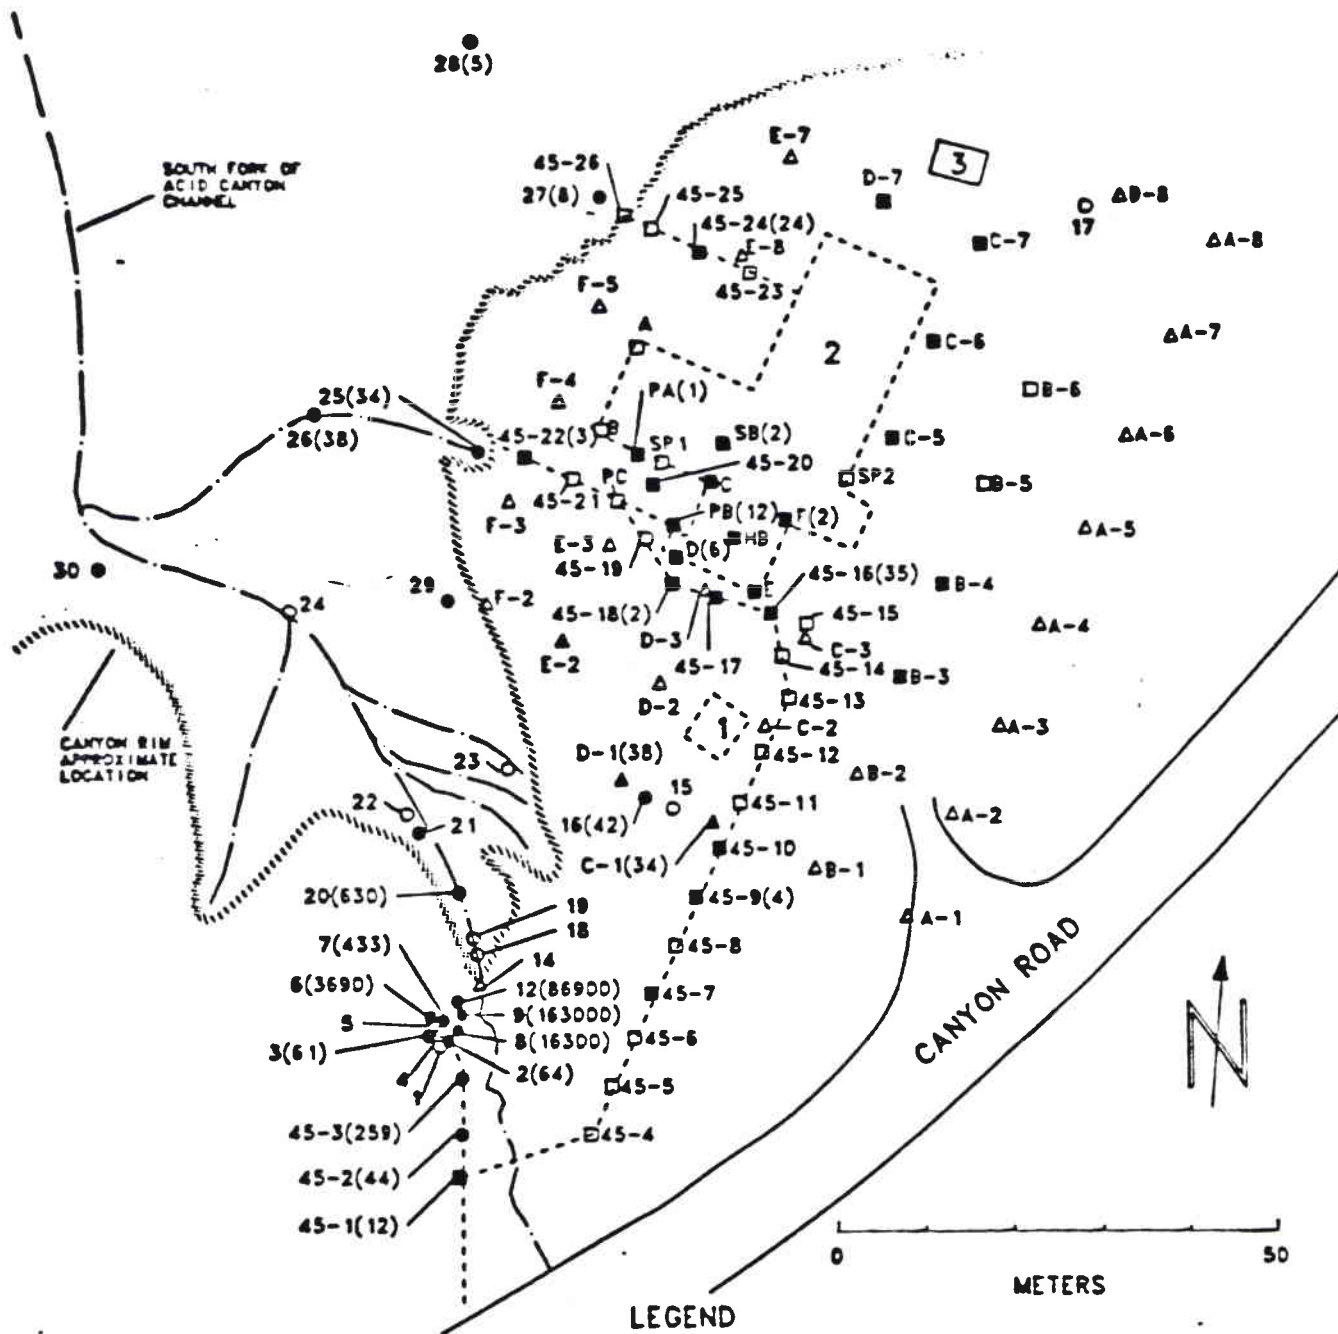 28(5)
E-7
3
SOUTH FORK OF
ACID CANYON
CHANNEL
45-26
27(8)
45-25
D-7
B-8
17
45-24(24)
E-8
C-7
A-8
45-23
F-5
A
2
C-6
A-7
F-4
PA(1)
B-6
25(34)
26(38)
B
45-22(3)
SP1
SB(2)
C-5
A-6
45-20
PC
C
SP2
B-5
45-21
F-3
PB(12)
F(2)
A-5
E-3
HB
45-19
D(6)
30
45-16(35)
B-4
29
F-2
E
24
45-18(2)
45-15
A-4
D-3
C-3
E-2
45-17
45-14
B-3
D-2
45-13
1
C-2
A-3
CANYON RIM
APPROXIMATE
LOCATION
45-12
23
D-1(38)
B-2
15
45-11
22
21
16(42)
A-2
C-1(34)
45-10
B-1
20(630)
45-9(4)
19
A-1
7(433)
18
45-8
14
6(3690)
12(86900)
45-7
5
9(163000)
3(61)
8(16300)
45-6
4
2(64)
1
45-5
CANYON ROAD
N
45-3(259)
45-4
45-2(44)
45-1(12)
0
50
METERS
LEGEND